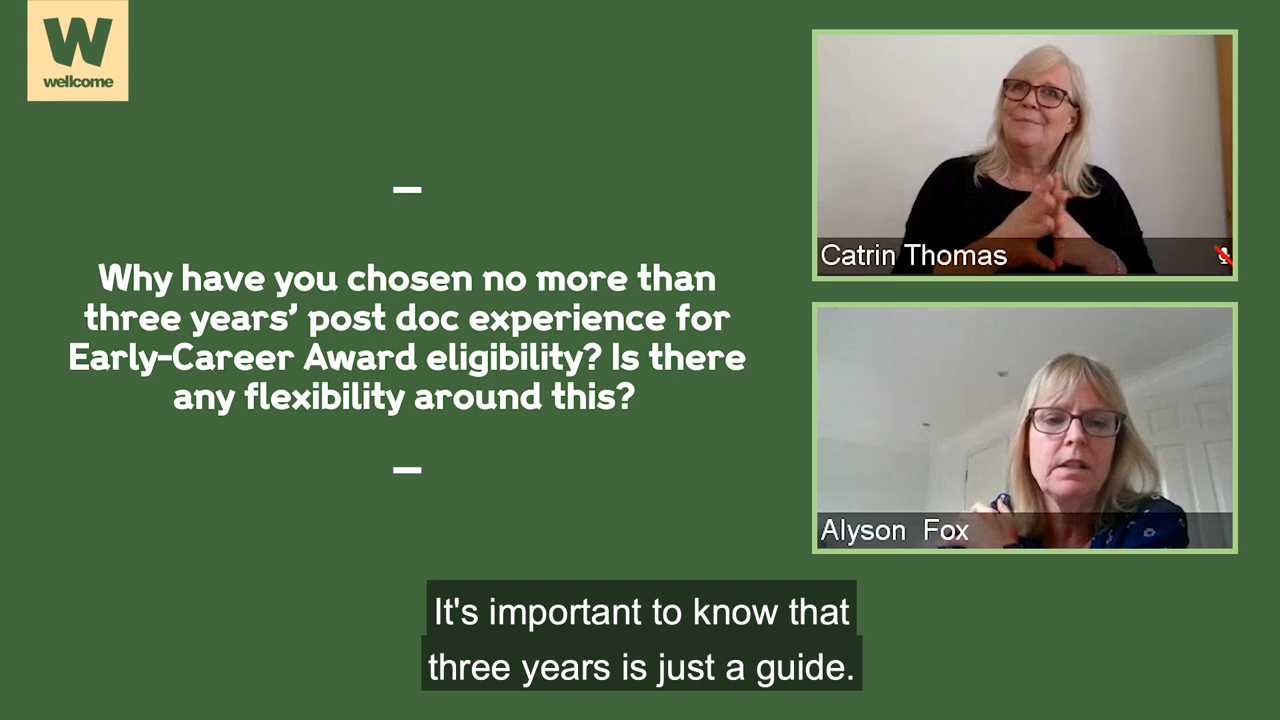 W
wellcome
Why have you chosen no more than
three years’ post doc experience for
Early-Career Award eligibility? Is there
any flexibility around this?
Catrin Thomas
Alyson Fox
It's important to know that
three years is just a guide.